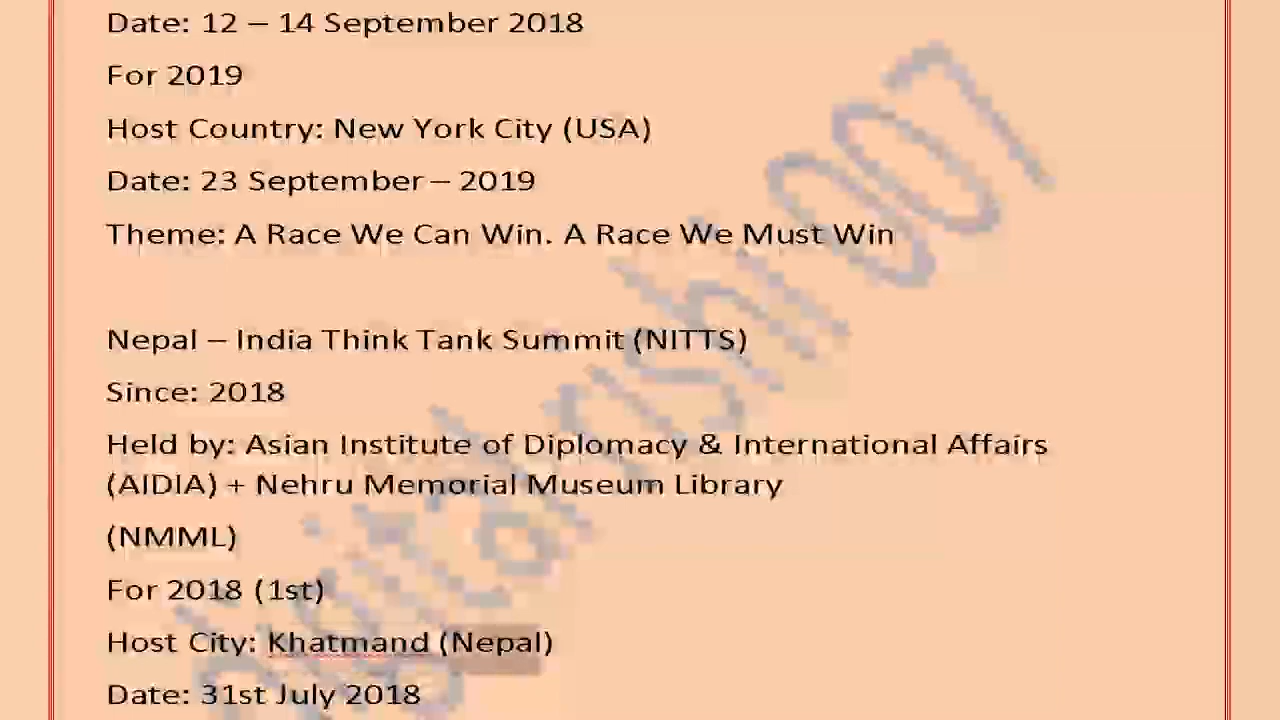 Date: 12 – 14 September 2018
For 2019
Host Country: New York City (USA)
Date: 23 September – 2019
Theme: A Race We Can Win. A Race We Must Win
Nepal – India Think Tank Summit (NITTS)
Since: 2018
Held by: Asian Institute of Diplomacy & International Affairs
(AIDIA) + Nehru Memorial Museum Library
(NMML)
For 2018 (1st)
Host City: Khatmand (Nepal)
Date: 31st July 2018